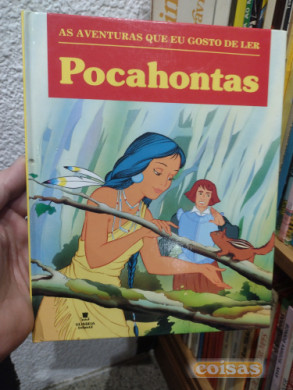 AS AVENTURAS QUE EU GOSTO DE LER
Pocahontas
coisas